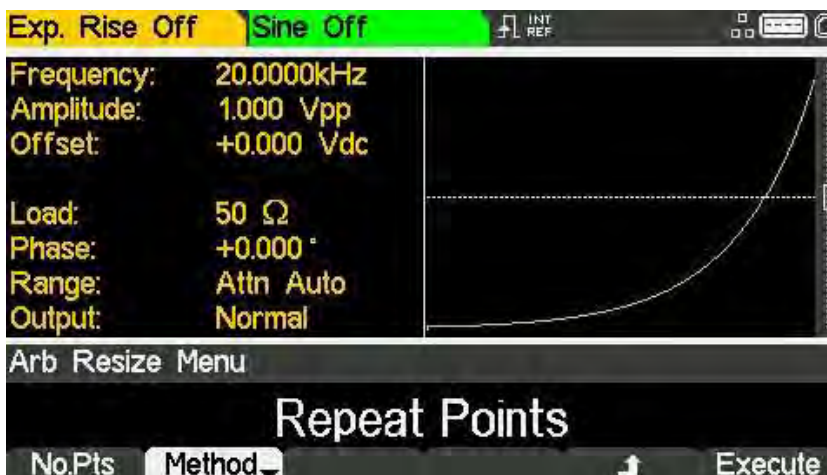 Exp. Rise Off Sine Off INT REF
Frequency: 20.0000kHz
Amplitude: 1.000 Vpp
Offset: +0.000 Vdc
Load: 50 Ω
Phase: +0.000 °
Range: Attn Auto
Output: Normal
Arb Resize Menu
Repeat Points
No.Pts Method Execute